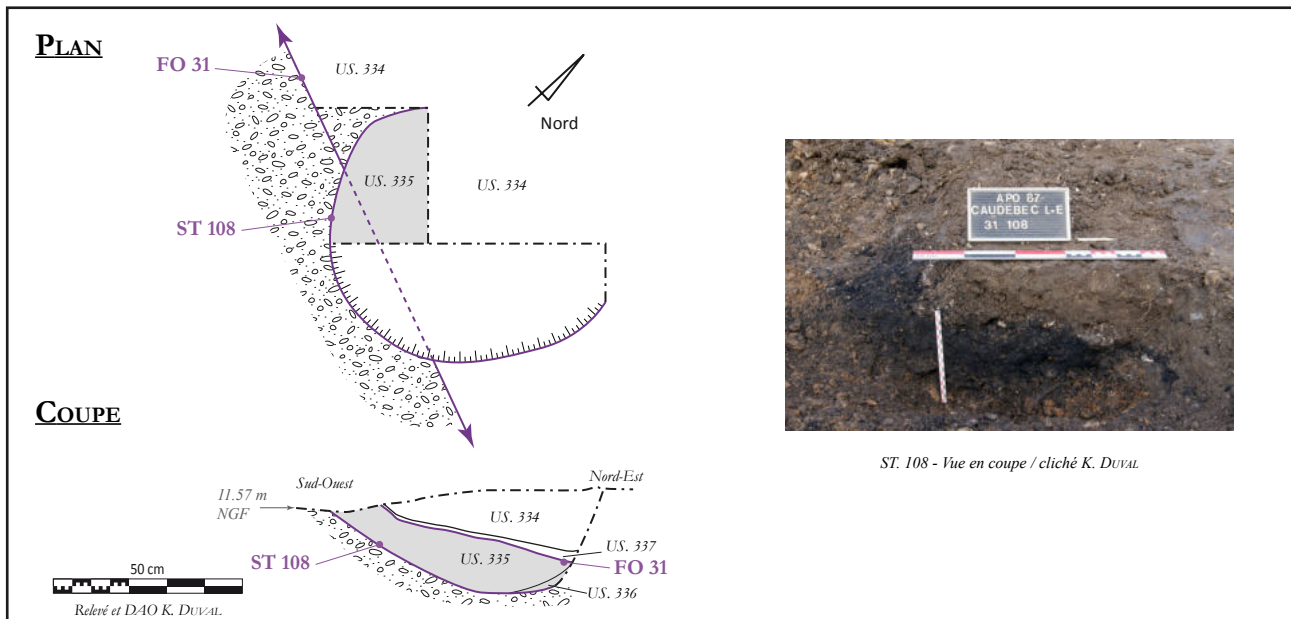 PLAN
FO 31
US. 334
Nord
US. 335
US. 334
ST 108
COUPE
Sud-Ouest
Nord-Est
11.57 m
NGF
US. 334
US. 337
US. 335
ST 108
FO 31
US. 336
50 cm
Relevé et DAO K. DUVAL
APO 87
CAUDEBEC L-E
31 108
ST. 108 - Vue en coupe / cliché K. DUVAL